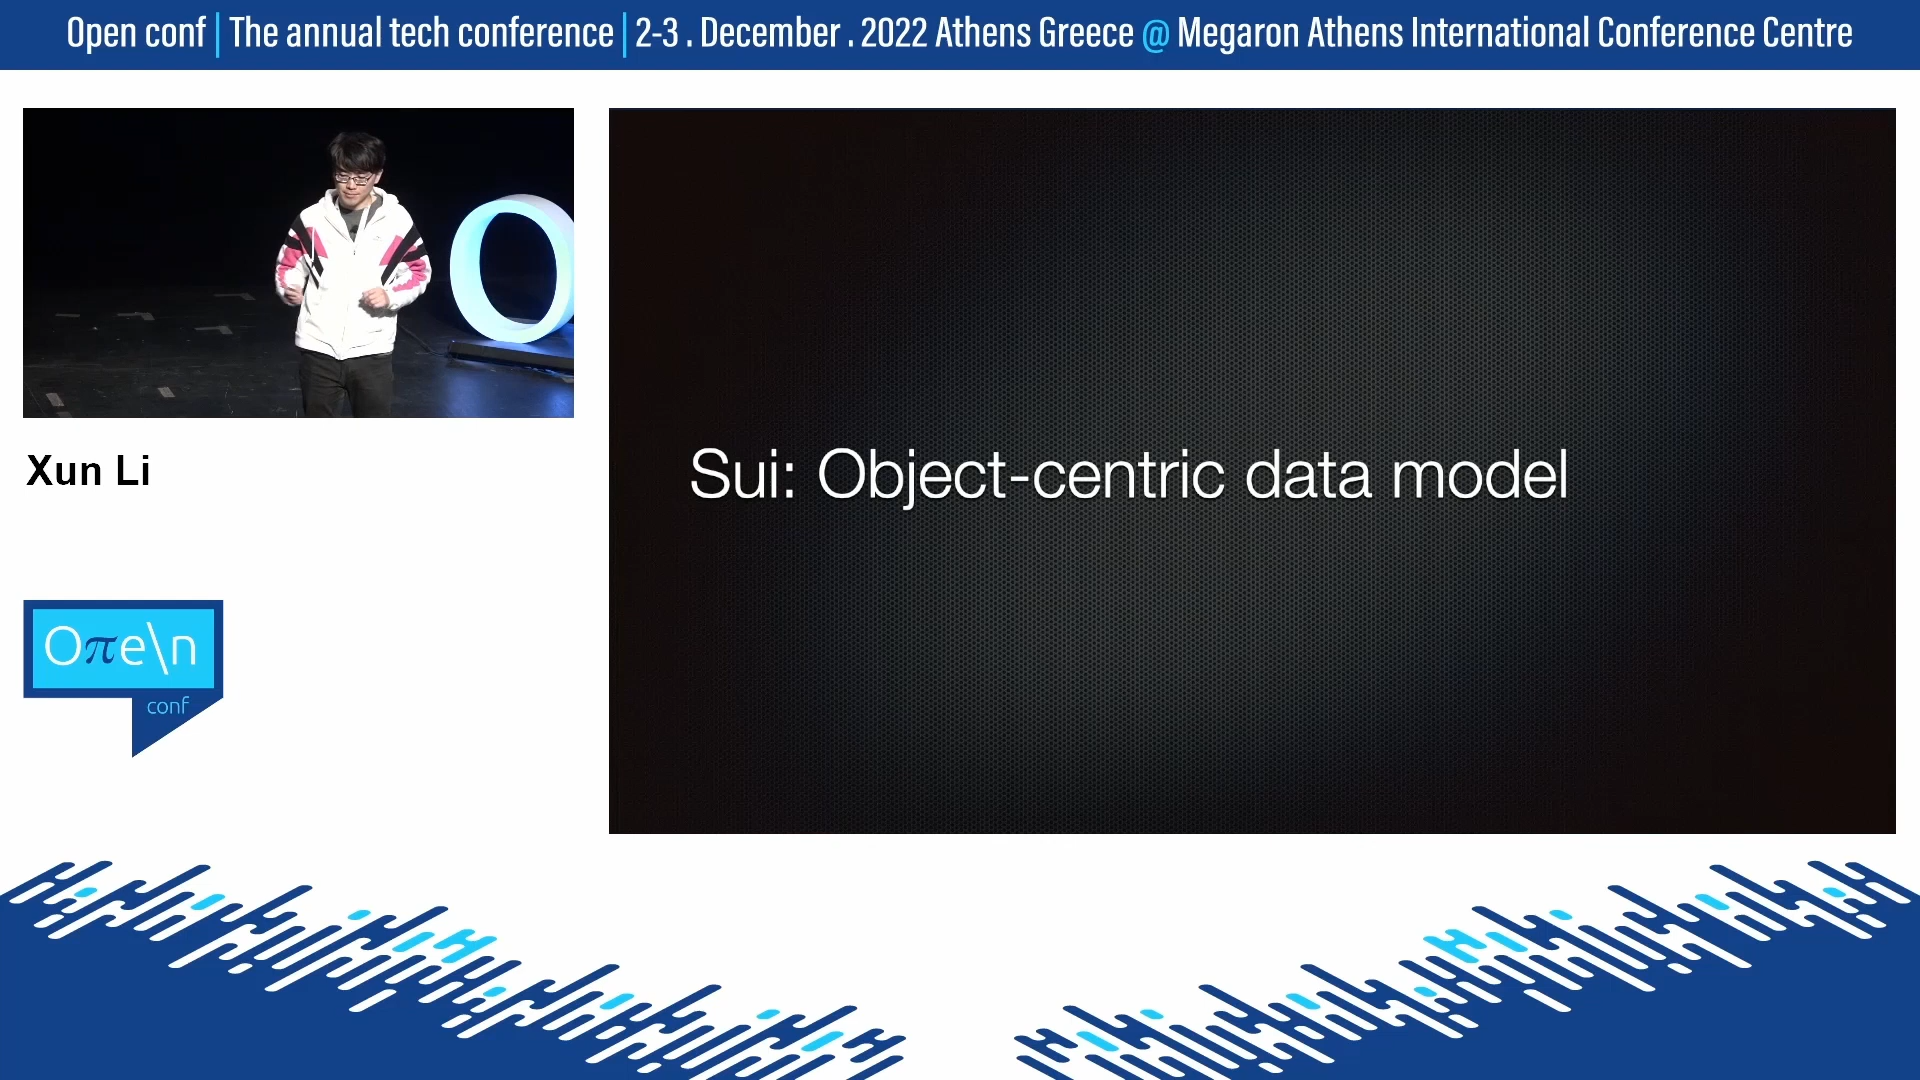 Open conf | The annual tech conference | 2-3 . December . 2022 Athens Greece @ Megaron Athens International Conference Centre
O
Sui: Object-centric data model
Xun Li
Oπe\n
conf